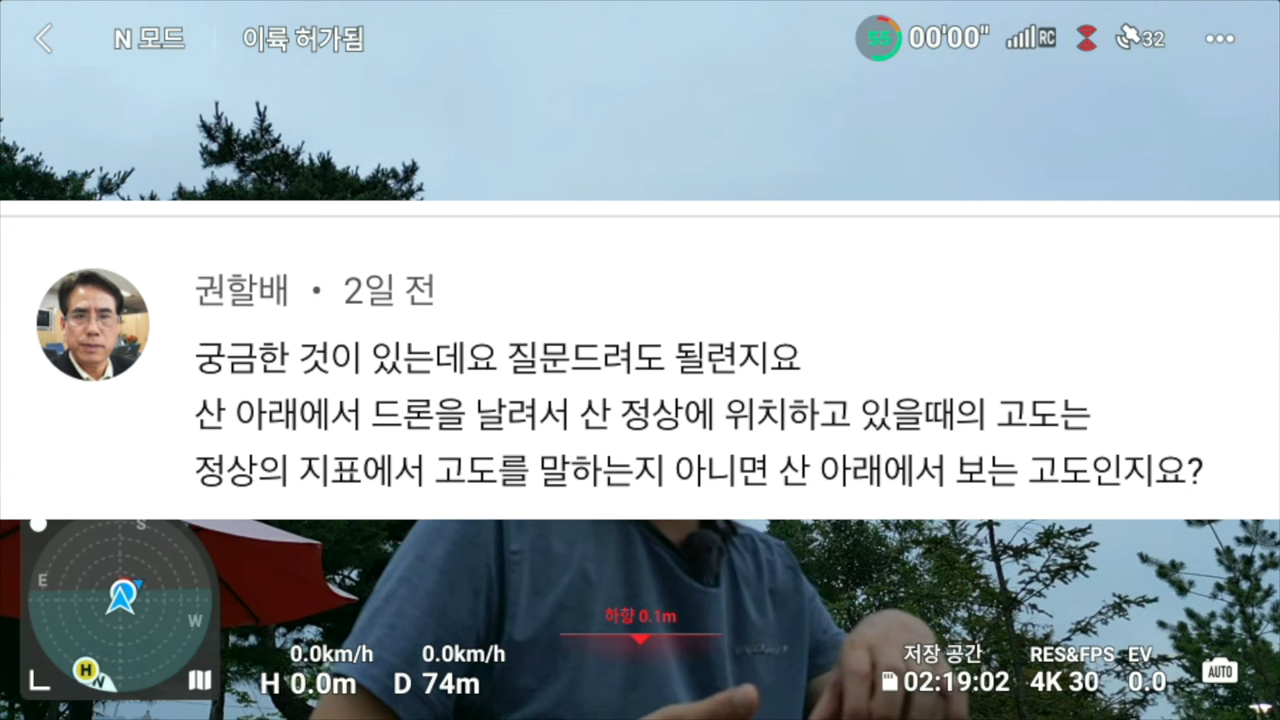 N 모드
이륙 허가됨
55
00'00"
RC
32
권할배 • 2일 전
궁금한 것이 있는데요 질문드려도 될련지요
산 아래에서 드론을 날려서 산 정상에 위치하고 있을때의 고도는
정상의 지표에서 고도를 말하는지 아니면 산 아래에서 보는 고도인지요?
S
E
W
H
N
하향 0.1m
0.0km/h
0.0km/h
H 0.0m
D 74m
저장 공간
02:19:02
RES&FPS
4K 30
EV
0.0
AUTO